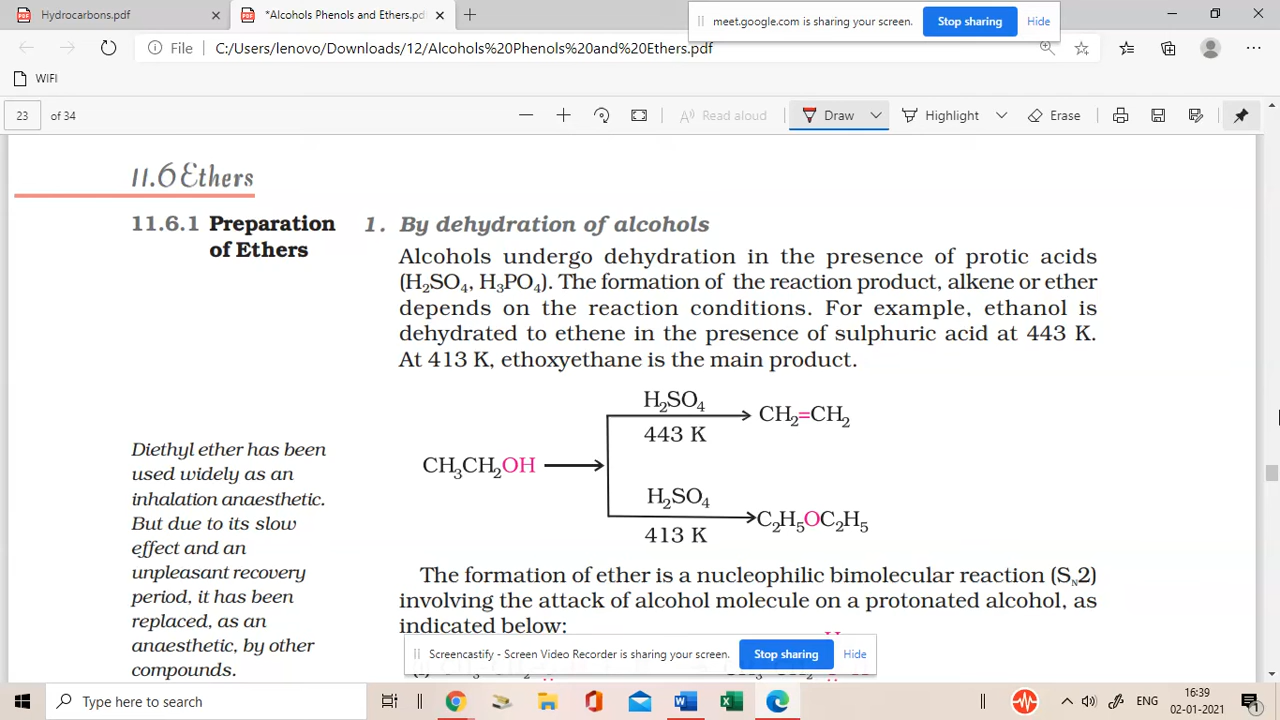 Hydrocarbons.pdf
*Alcohols Phenols and Ethers.pd
meet.google.com is sharing your screen.
Stop sharing
Hide
File
C:/Users/lenovo/Downloads/12/Alcohols%20Phenols%20and%20Ethers.pdf
WIFI
23 of 34
Read aloud
Draw
Highlight
Erase
11.6 Ethers
11.6.1 Preparation
of Ethers
1. By dehydration of alcohols
Alcohols undergo dehydration in the presence of protic acids
(H₂SO₄, H₃PO₄). The formation of the reaction product, alkene or ether
depends on the reaction conditions. For example, ethanol is
dehydrated to ethene in the presence of sulphuric acid at 443 K.
At 413 K, ethoxyethane is the main product.
H₂SO₄
443 K
CH₂=CH₂
CH₃CH₂OH
H₂SO₄
413 K
C₂H₅OC₂H₅
Diethyl ether has been
used widely as an
inhalation anaesthetic.
But due to its slow
effect and an
unpleasant recovery
period, it has been
replaced, as an
anaesthetic, by other
compounds.
The formation of ether is a nucleophilic bimolecular reaction (SN2)
involving the attack of alcohol molecule on a protonated alcohol, as
indicated below:
Screencastify - Screen Video Recorder is sharing your screen.
Stop sharing
Hide
Type here to search
ENG
16:39
02-01-2021